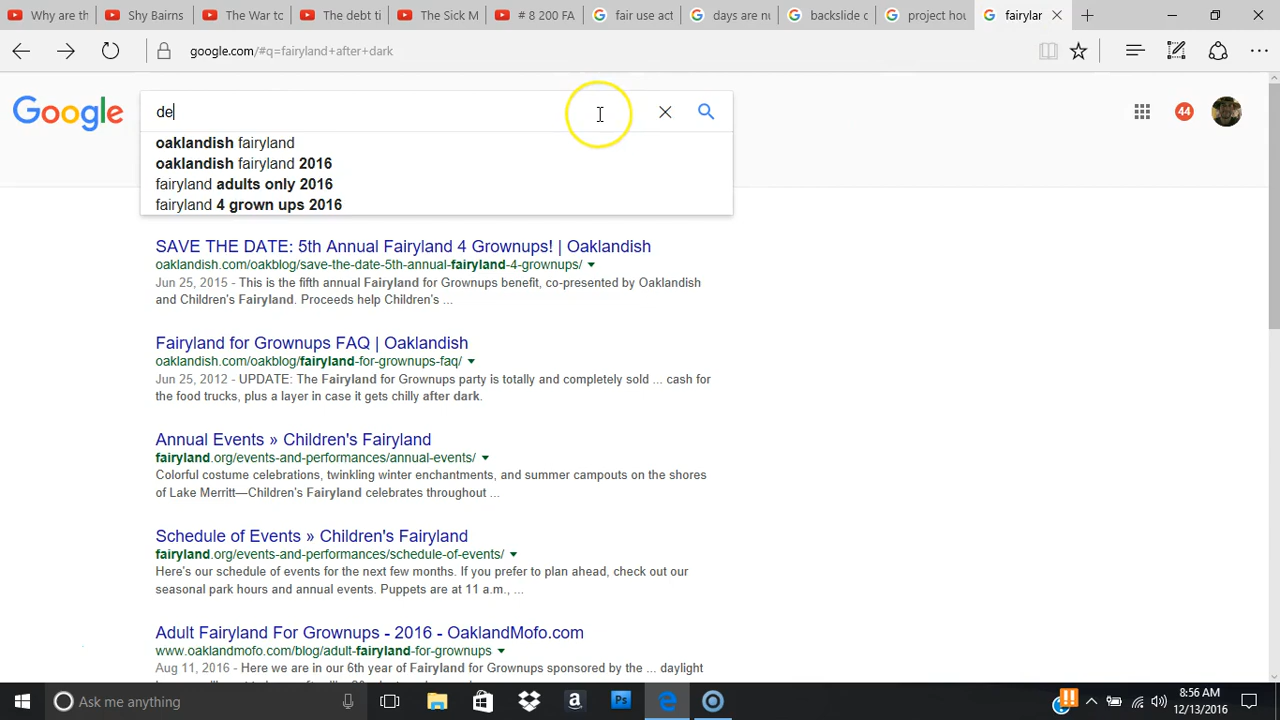 Why are th
Shy Bairns
The War to
The debt ti
The Sick M
# 8 200 FA
fair use act
days are nu
backslide o
project hou
fairylar
google.com/#q=fairyland+after+dark
Google
de
44
oaklandish fairyland
oaklandish fairyland 2016
fairyland adults only 2016
fairyland 4 grown ups 2016
SAVE THE DATE: 5th Annual Fairyland 4 Grownups! | Oaklandish
oaklandish.com/oakblog/save-the-date-5th-annual-fairyland-4-grownups/
Jun 25, 2015 - This is the fifth annual Fairyland for Grownups benefit, co-presented by Oaklandish
and Children's Fairyland. Proceeds help Children's ...
Fairyland for Grownups FAQ | Oaklandish
oaklandish.com/oakblog/fairyland-for-grownups-faq/
Jun 25, 2012 - UPDATE: The Fairyland for Grownups party is totally and completely sold ... cash for
the food trucks, plus a layer in case it gets chilly after dark.
Annual Events » Children's Fairyland
fairyland.org/events-and-performances/annual-events/
Colorful costume celebrations, twinkling winter enchantments, and summer campouts on the shores
of Lake Merritt—Children's Fairyland celebrates throughout ...
Schedule of Events » Children's Fairyland
fairyland.org/events-and-performances/schedule-of-events/
Here's our schedule of events for the next few months. If you prefer to plan ahead, check out our
seasonal park hours and annual events. Puppets are at 11 a.m., ...
Adult Fairyland For Grownups - 2016 - OaklandMofo.com
www.oaklandmofo.com/blog/adult-fairyland-for-grownups
Aug 11, 2016 - Here we are in our 6th year of Fairyland for Grownups sponsored by the ... daylight
Ask me anything
8:56 AM
12/13/2016